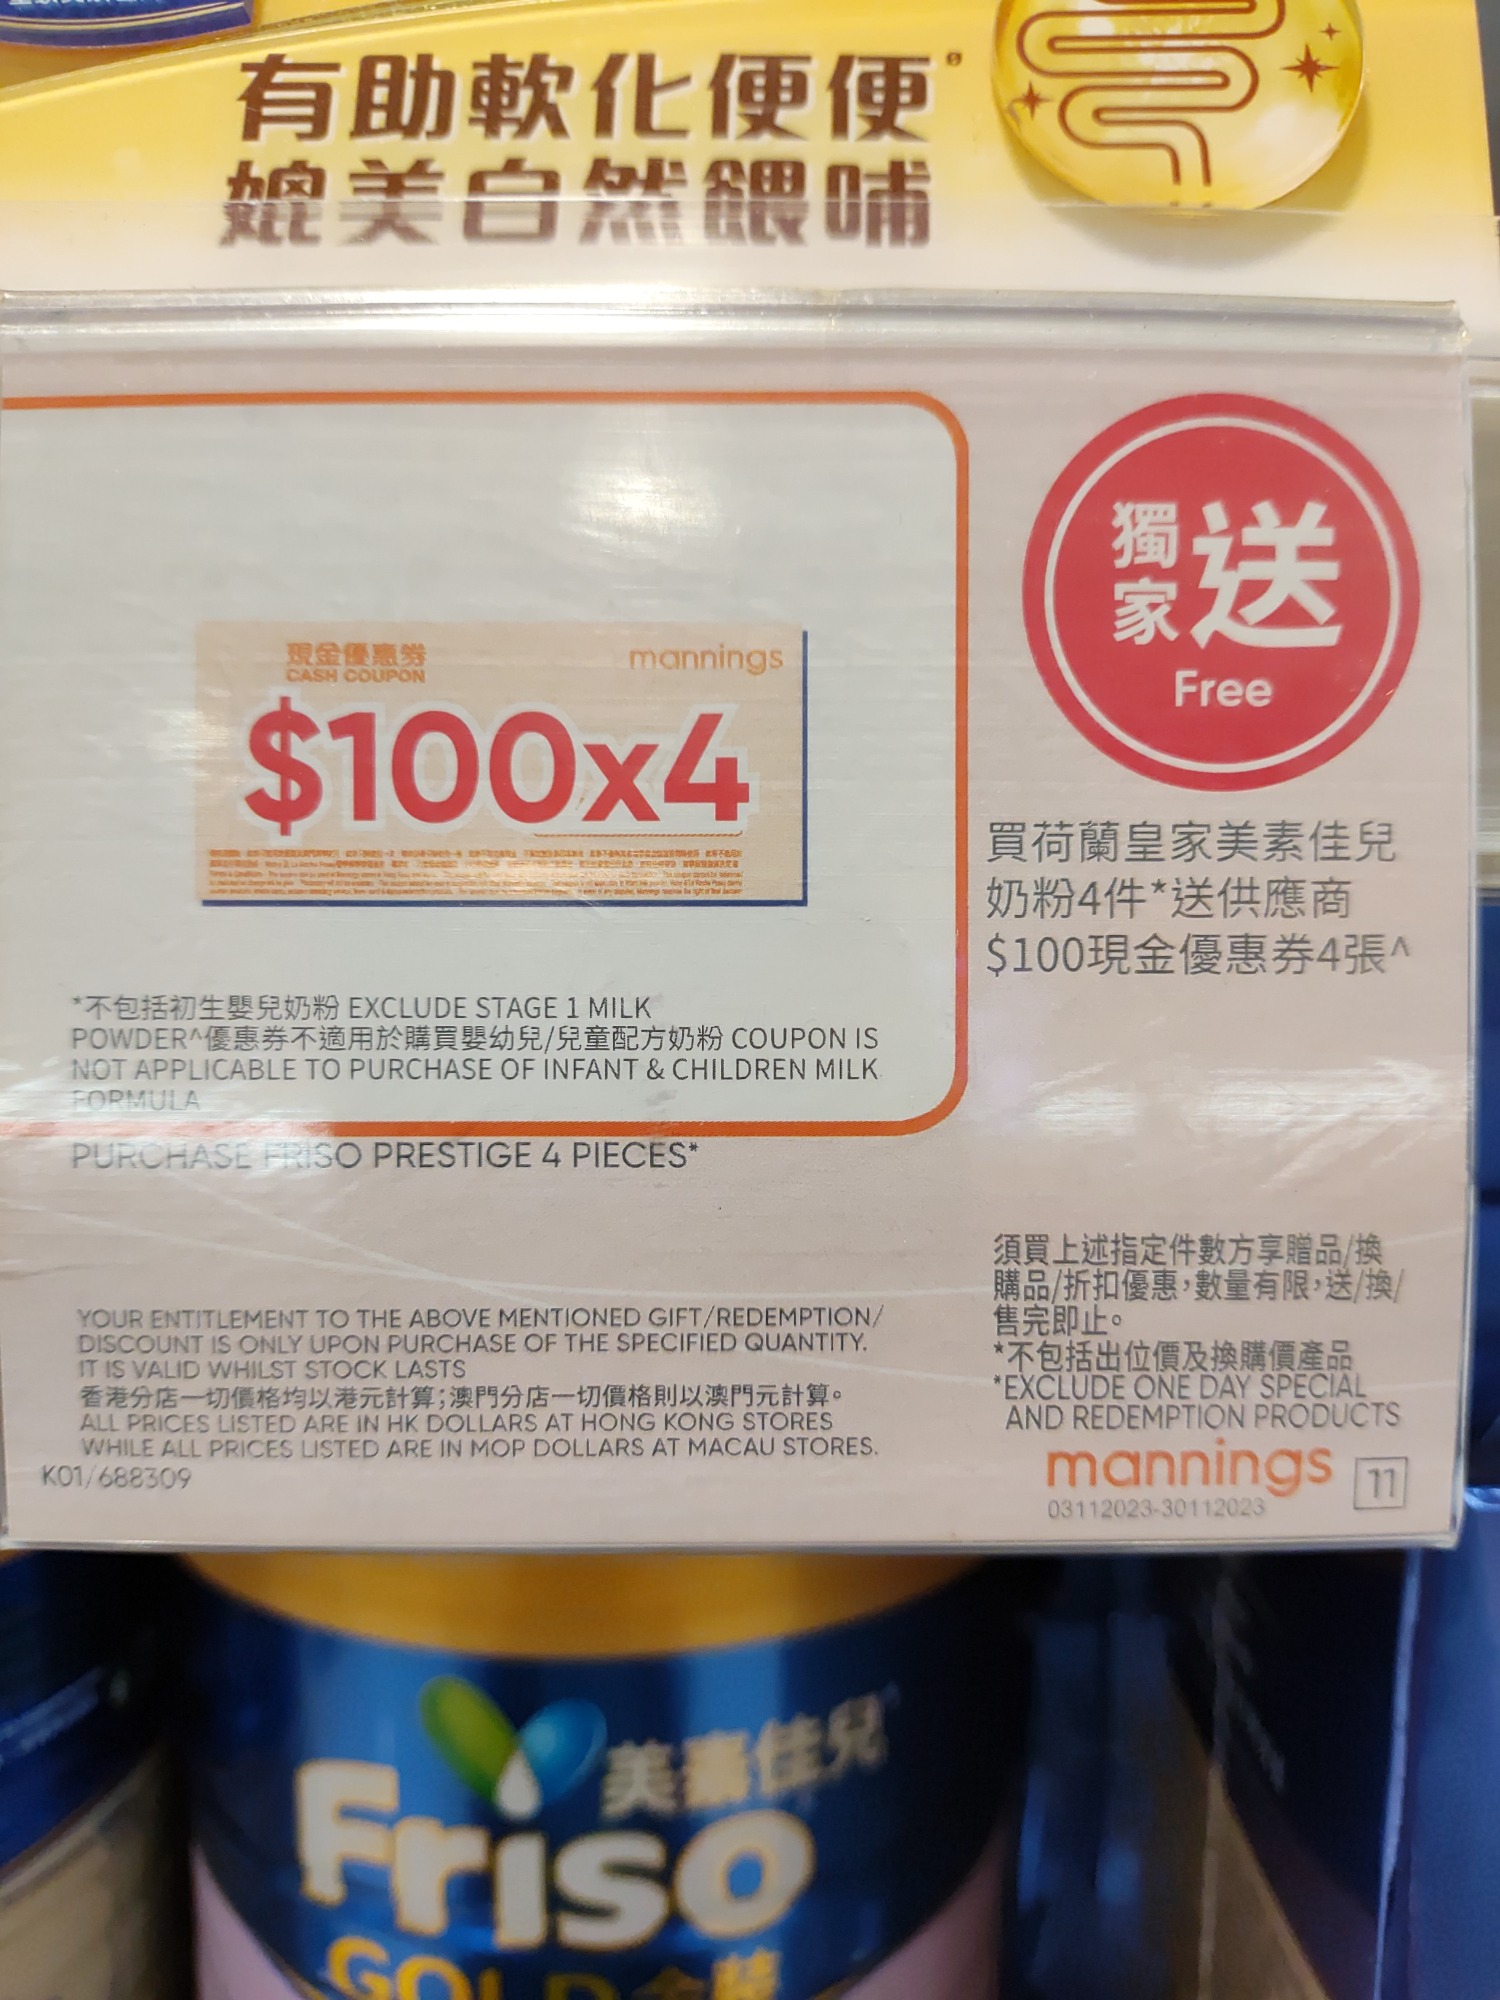 有助軟化便便
媲美自然餵哺
現金優惠券
CASH COUPON
mannings
$100x4
獨家送
Free
買荷蘭皇家美素佳兒
奶粉4件*送供應商
$100現金優惠券4張^
*不包括初生嬰兒奶粉 EXCLUDE STAGE 1 MILK
POWDER^優惠券不適用於購買嬰幼兒/兒童配方奶粉 COUPON IS
NOT APPLICABLE TO PURCHASE OF INFANT & CHILDREN MILK
FORMULA
PURCHASE FRISO PRESTIGE 4 PIECES*
YOUR ENTITLEMENT TO THE ABOVE MENTIONED GIFT/REDEMPTION/
DISCOUNT IS ONLY UPON PURCHASE OF THE SPECIFIED QUANTITY.
IT IS VALID WHILST STOCK LASTS
香港分店一切價格均以港元計算;澳門分店一切價格則以澳門元計算。
ALL PRICES LISTED ARE IN HK DOLLARS AT HONG KONG STORES
WHILE ALL PRICES LISTED ARE IN MOP DOLLARS AT MACAU STORES.
K01/688309
須買上述指定件數方享贈品/換
購品/折扣優惠,數量有限,送/換/
售完即止。
*不包括出位價及換購價產品
*EXCLUDE ONE DAY SPECIAL
AND REDEMPTION PRODUCTS
mannings 11
03112023-30112023
美素佳兒
Friso
GOLD 金裝